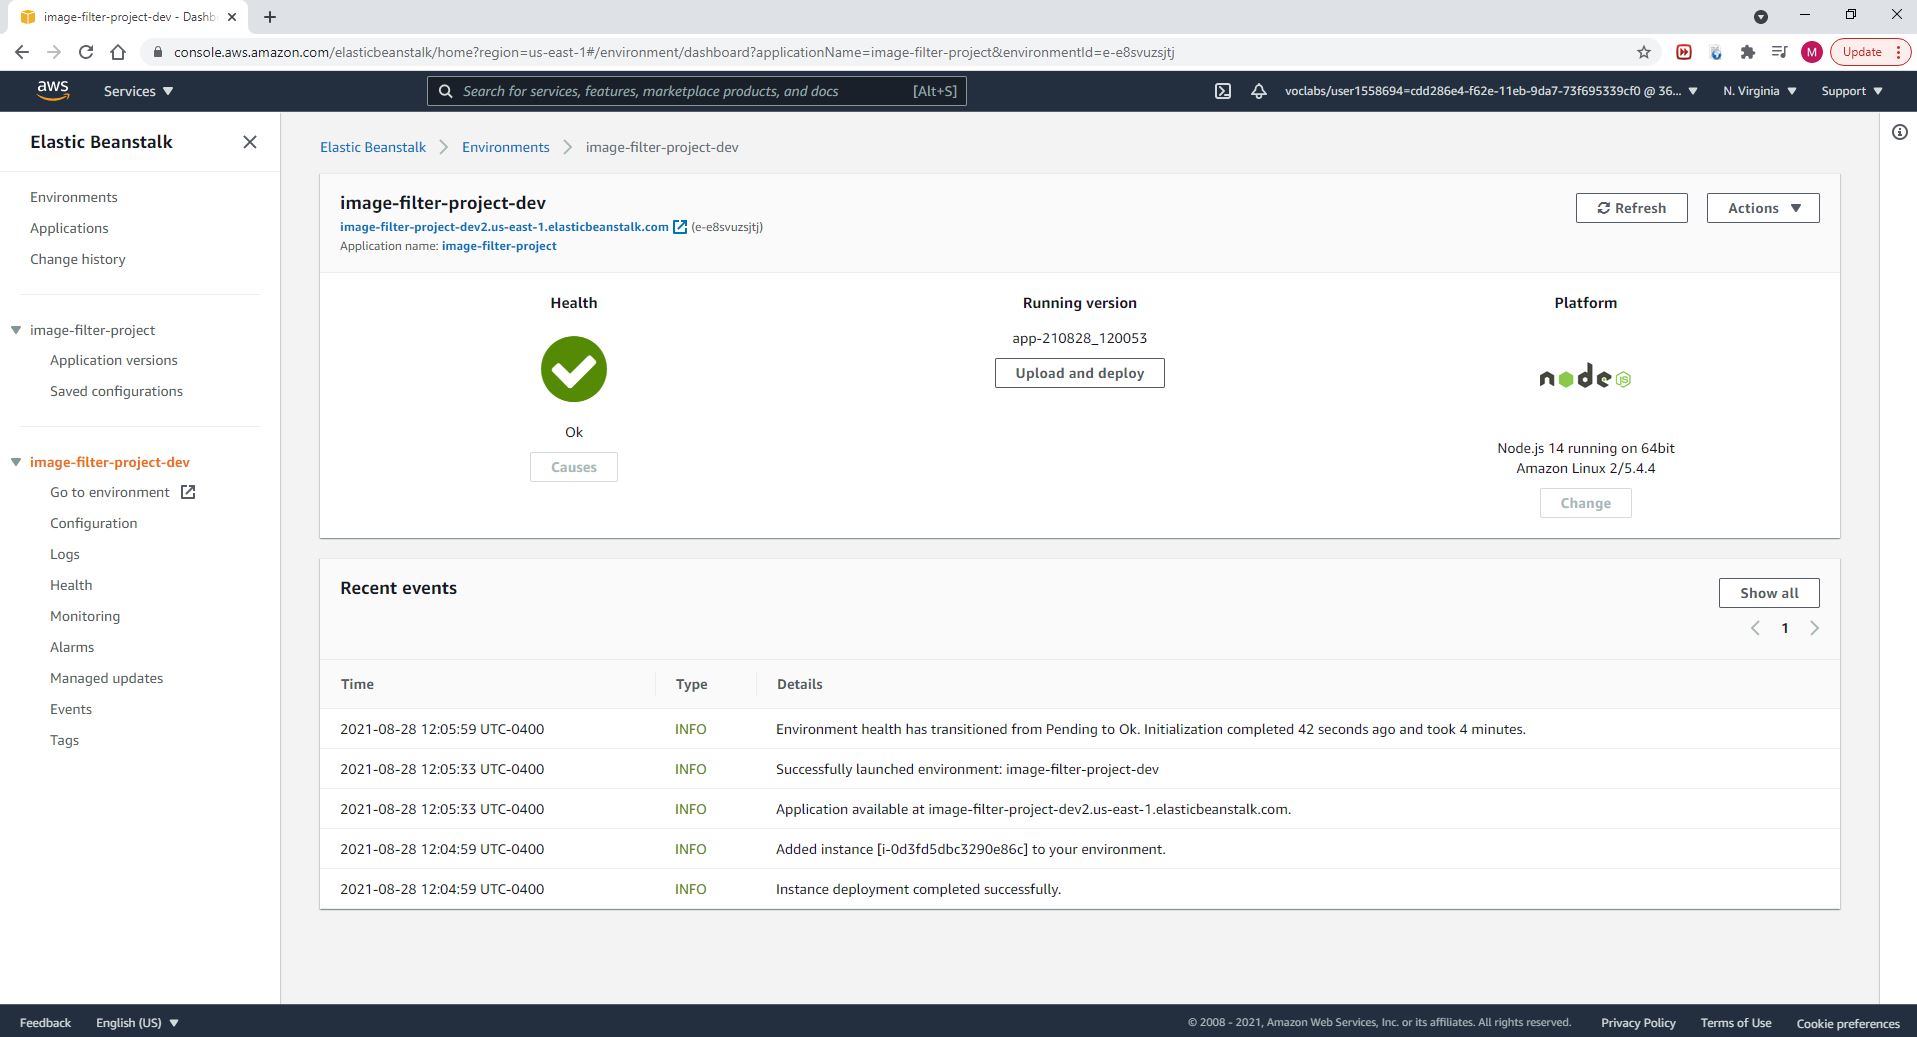 image-filter-project-dev - Dashb
console.aws.amazon.com/elasticbeanstalk/home?region=us-east-1#/environment/dashboard?applicationName=image-filter-project&environmentId=e-e8svuzsjtj
M
Update
aws
Services
Search for services, features, marketplace products, and docs
[Alt+S]
voclabs/user1558694=cdd286e4-f62e-11eb-9da7-73f695339cf0 @ 36...
N. Virginia
Support
Elastic Beanstalk
Environments
Applications
Change history
image-filter-project
Application versions
Saved configurations
image-filter-project-dev
Go to environment
Configuration
Logs
Health
Monitoring
Alarms
Managed updates
Events
Tags
Elastic Beanstalk
Environments
image-filter-project-dev
image-filter-project-dev
image-filter-project-dev2.us-east-1.elasticbeanstalk.com (e-e8svuzsjtj)
Application name: image-filter-project
Refresh
Actions
Health
Ok
Causes
Running version
app-210828_120053
Upload and deploy
Platform
node JS
Node.js 14 running on 64bit
Amazon Linux 2/5.4.4
Change
Recent events
Show all
1
Time Type Details
2021-08-28 12:05:59 UTC-0400 INFO Environment health has transitioned from Pending to Ok. Initialization completed 42 seconds ago and took 4 minutes.
2021-08-28 12:05:33 UTC-0400 INFO Successfully launched environment: image-filter-project-dev
2021-08-28 12:05:33 UTC-0400 INFO Application available at image-filter-project-dev2.us-east-1.elasticbeanstalk.com.
2021-08-28 12:04:59 UTC-0400 INFO Added instance [i-0d3fd5dbc3290e86c] to your environment.
2021-08-28 12:04:59 UTC-0400 INFO Instance deployment completed successfully.
Feedback
English (US)
© 2008 - 2021, Amazon Web Services, Inc. or its affiliates. All rights reserved.
Privacy Policy
Terms of Use
Cookie preferences